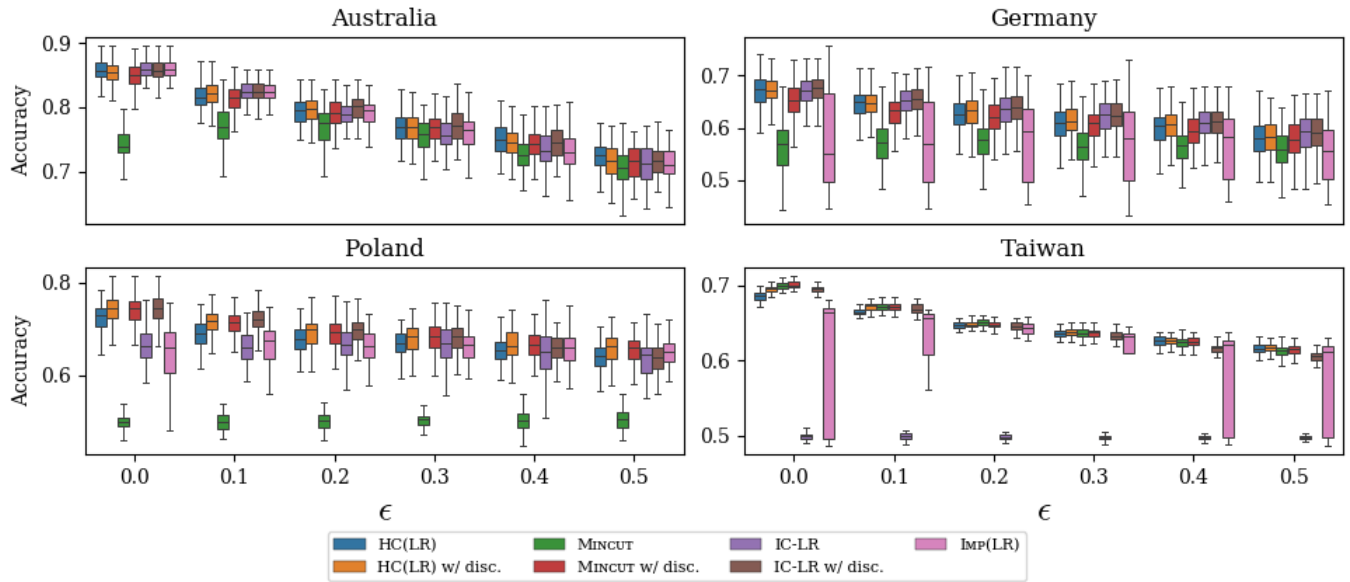 Australia
Germany
Accuracy
0.9
0.8
0.7
0.7
0.6
0.5
Poland
Taiwan
Accuracy
0.8
0.6
0.7
0.6
0.5
0.0 0.1 0.2 0.3 0.4 0.5
0.0 0.1 0.2 0.3 0.4 0.5
ϵ
ϵ
HC(LR) Mincut IC-LR Imp(LR)
HC(LR) w/ disc. Mincut w/ disc. IC-LR w/ disc.